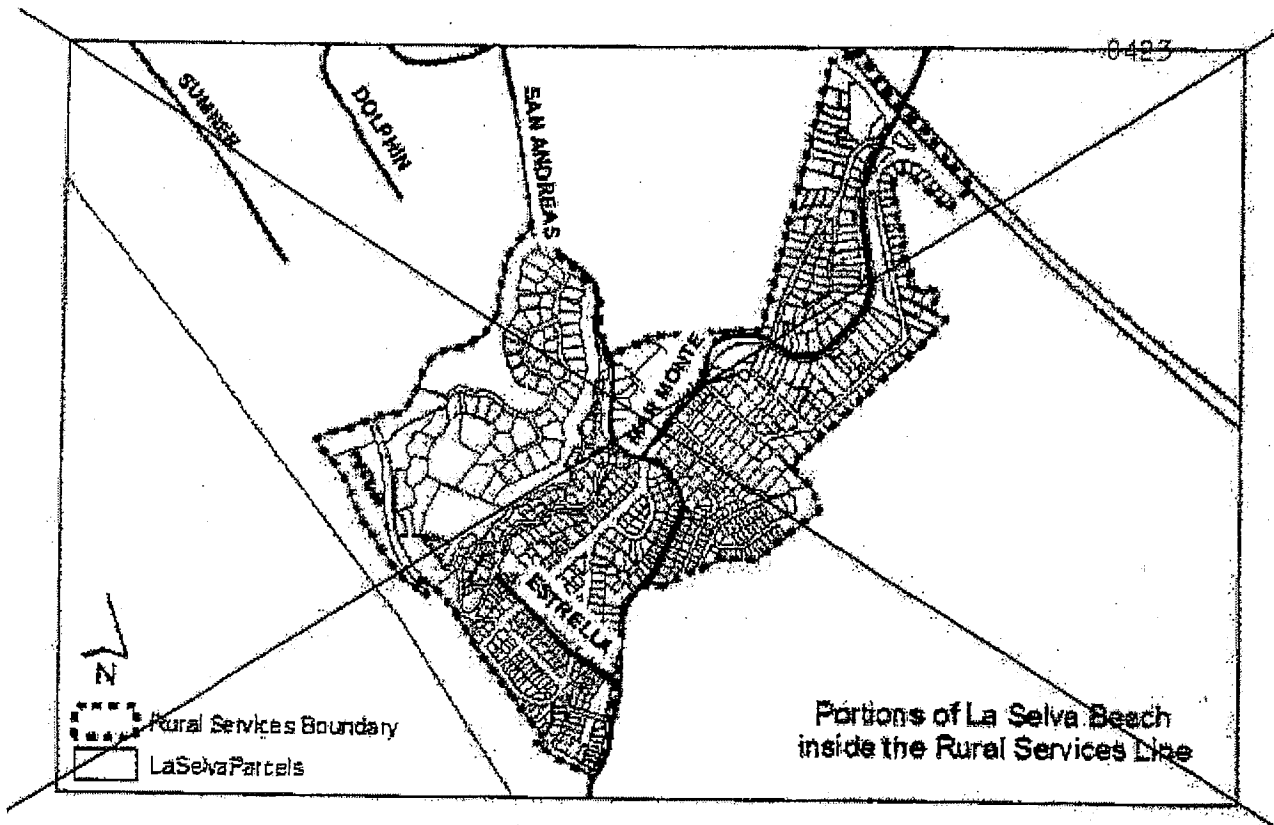 0423
SUMNER
DOLPHIN
SAN ANDREAS
MAR MONTE
ESTRELLA
N
Rural Services Boundary
LaSelvaParcels
Portions of La Selva Beach
inside the Rural Services Line